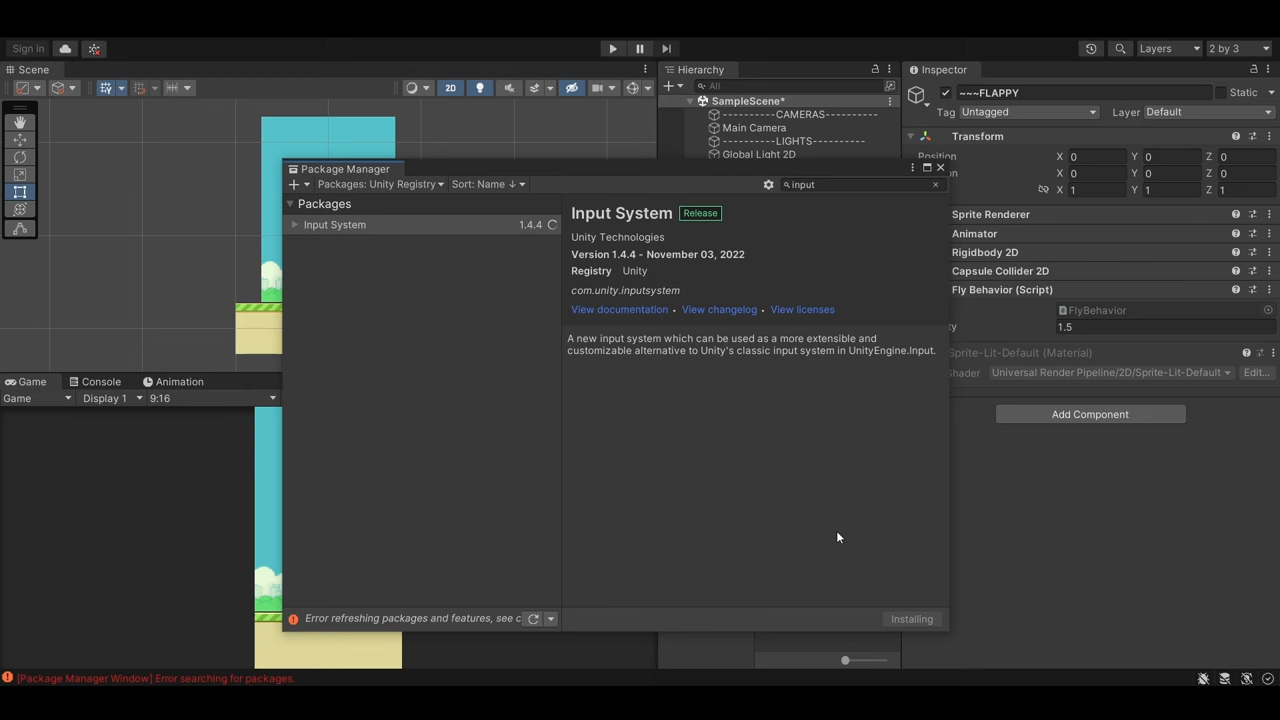 Sign in
Layers
2 by 3
Scene
2D
Hierarchy
All
SampleScene*
----------CAMERAS----------
Main Camera
----------LIGHTS----------
Global Light 2D
Inspector
~~~FLAPPY
Static
Tag Untagged
Layer Default
Transform
Position
X 0 Y 0 Z 0
X 0 Y 0 Z 0
X 1 Y 1 Z 1
Sprite Renderer
Animator
Rigidbody 2D
Capsule Collider 2D
Fly Behavior (Script)
FlyBehavior
1.5
Sprite-Lit-Default (Material)
Universal Render Pipeline/2D/Sprite-Lit-Default
Edit...
Add Component
Package Manager
Packages: Unity Registry
Sort: Name ↓
input
Packages
Input System
1.4.4
Input System
Release
Unity Technologies
Version 1.4.4 - November 03, 2022
Registry Unity
com.unity.inputsystem
View documentation • View changelog • View licenses
A new input system which can be used as a more extensible and
customizable alternative to Unity's classic input system in UnityEngine.Input.
Error refreshing packages and features, see c
Installing
Game
Console
Animation
Game
Display 1
9:16
[Package Manager Window] Error searching for packages.